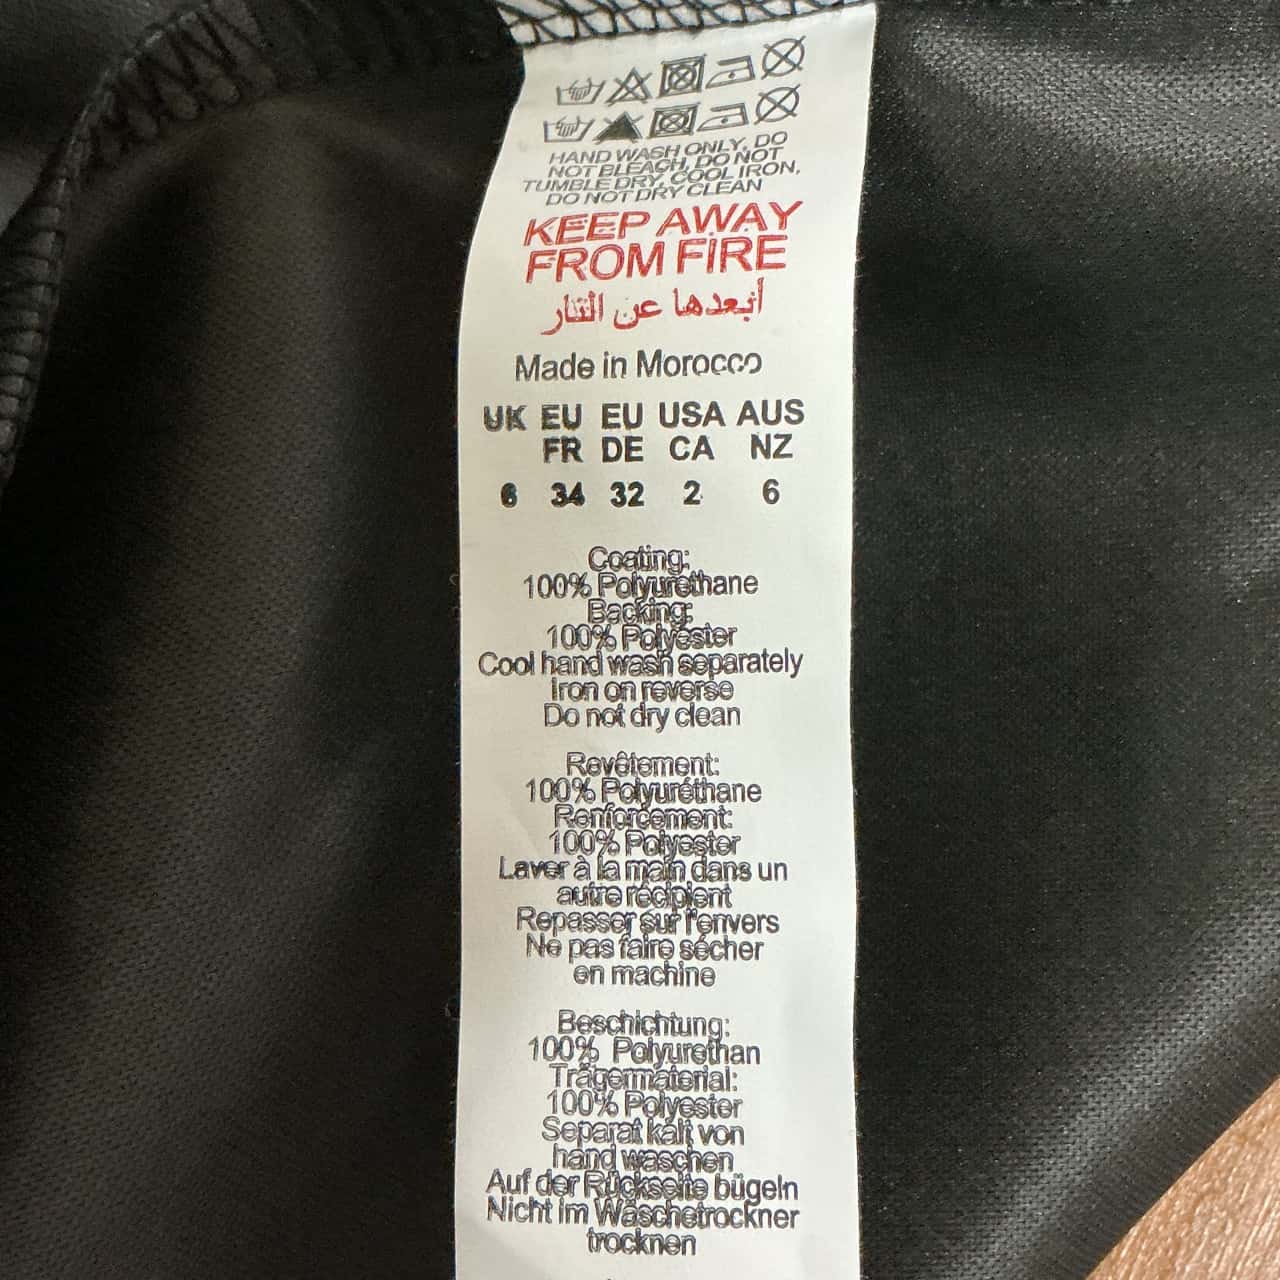 HAND WASH ONLY, DO
NOT BLEACH, DO NOT
TUMBLE DRY, COOL IRON,
DO NOT DRY CLEAN
KEEP AWAY
FROM FIRE
أبعدها عن النار
Made in Morocco
UK EU EU USA AUS
FR DE CA NZ
6 34 32 2 6
Coating:
100% Polyurethane
Backing:
100% Polyester
Cool hand wash separately
Iron on reverse
Do not dry clean
Revêtement:
100% Polyuréthane
Renforcement:
100% Polyester
Laver à la main dans un
autre récipient
Repasser sur l'envers
Ne pas faire sécher
en machine
Beschichtung:
100% Polyurethan
Trägermaterial:
100% Polyester
Separat kalt von
hand waschen
Auf der Rückseite bügeln
Nicht im Wäschetrockner
trocknen